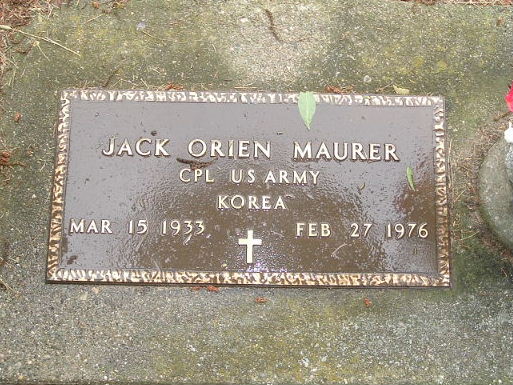 JACK ORIEN MAURER
CPL US ARMY
KOREA
MAR 15 1933 FEB 27 1976